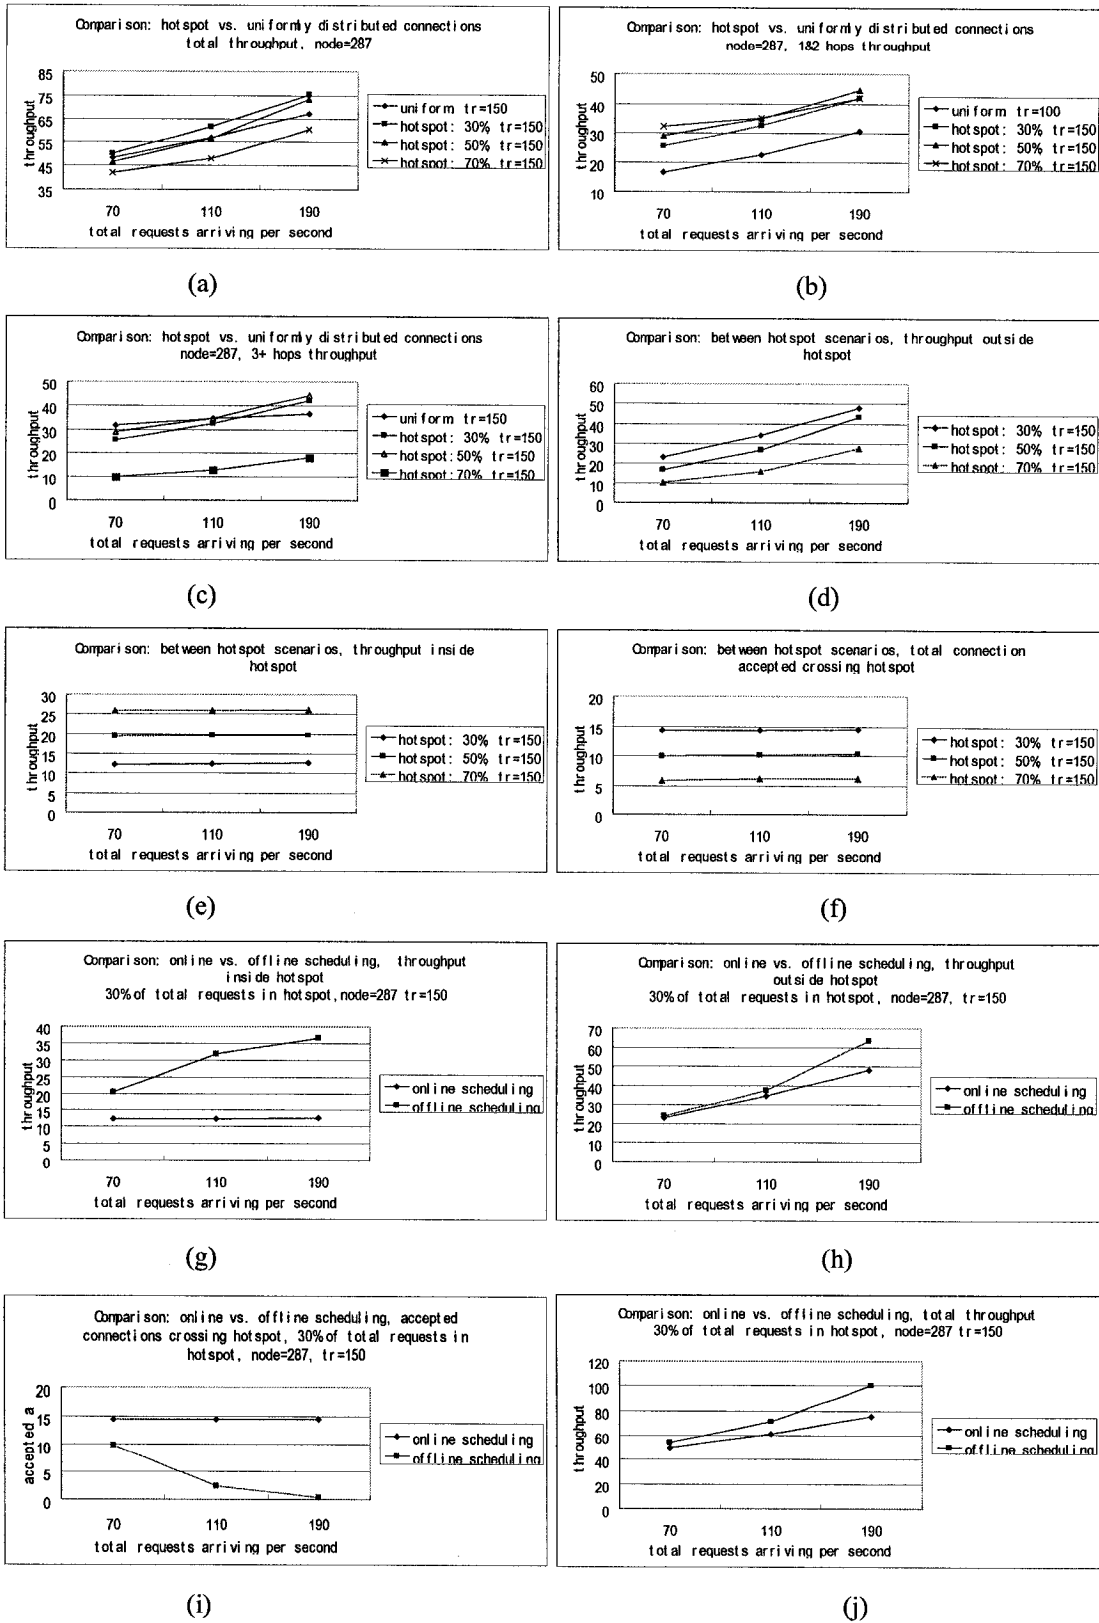 Comparison: hotspot vs. uniformly distributed connections
total throughput, node=287
85
75
65
55
45
35
throughput
70 110 190
total requests arriving per second
uniform tr=150
hotspot: 30% tr=150
hotspot: 50% tr=150
hotspot: 70% tr=150
(a)
Comparison: hotspot vs. uniformly distributed connections
node=287, 1&2 hops throughput
50
40
30
20
10
throughput
70 110 190
total requests arriving per second
uniform tr=100
hotspot: 30% tr=150
hotspot: 50% tr=150
hotspot: 70% tr=150
(b)
Comparison: hotspot vs. uniformly distributed connections
node=287, 3+ hops throughput
50
40
30
20
10
0
throughput
70 110 190
total requests arriving per second
uniform tr=150
hotspot: 30% tr=150
hotspot: 50% tr=150
hotspot: 70% tr=150
(c)
Comparison: between hotspot scenarios, throughput outside
hotspot
60
50
40
30
20
10
0
throughput
70 110 190
total requests arriving per second
hotspot: 30% tr=150
hotspot: 50% tr=150
hotspot: 70% tr=150
(d)
Comparison: between hotspot scenarios, throughput inside
hotspot
30
25
20
15
10
5
0
throughput
70 110 190
total requests arriving per second
hotspot: 30% tr=150
hotspot: 50% tr=150
hotspot: 70% tr=150
(e)
Comparison: between hotspot scenarios, total connection
accepted crossing hotspot
20
15
10
5
0
throughput
70 110 190
total requests arriving per second
hotspot: 30% tr=150
hotspot: 50% tr=150
hotspot: 70% tr=150
(f)
Comparison: online vs. offline scheduling, throughput
inside hotspot
30% of total requests in hotspot, node=287 tr=150
40
35
30
25
20
15
10
5
0
throughput
70 110 190
total requests arriving per second
online scheduling
offline scheduling
(g)
Comparison: online vs. offline scheduling, throughput
outside hotspot
30% of total requests in hotspot, node=287, tr=150
70
60
50
40
30
20
10
0
throughput
70 110 190
total requests arriving per second
online scheduling
offline scheduling
(h)
Comparison: online vs. offline scheduling, accepted
connections crossing hotspot, 30% of total requests in
hotspot, node=287, tr=150
20
15
10
5
0
accepted a
70 110 190
total requests arriving per second
online scheduling
offline scheduling
(i)
Comparison: online vs. offline scheduling, total throughput
30% of total requests in hotspot, node=287 tr=150
120
100
80
60
40
20
0
throughput
70 110 190
total requests arriving per second
online scheduling
offline scheduling
(j)